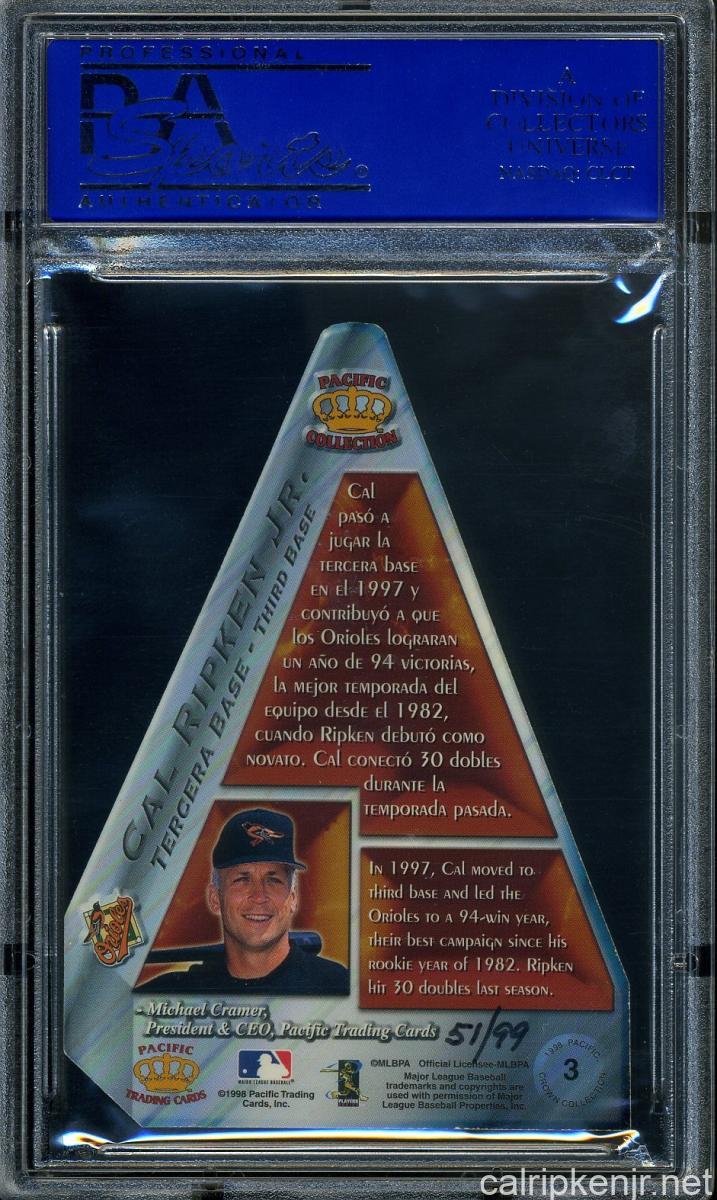 PROFESSIONAL
PSA
Services
AUTHENTICATOR
A
DIVISION OF
COLLECTORS
UNIVERSE
NASDAQ: CLCT
PACIFIC
COLLECTION
CAL RIPKEN JR.
TERCERA BASE - THIRD BASE
Cal
pasó a
jugar la
tercera base
en el 1997 y
contribuyó a que
los Orioles lograran
un año de 94 victorias,
la mejor temporada del
equipo desde el 1982,
cuando Ripken debutó como
novato. Cal conectó 30 dobles
durante la
temporada pasada.
In 1997, Cal moved to
third base and led the
Orioles to a 94-win year,
their best campaign since his
rookie year of 1982. Ripken
hit 30 doubles last season.
Orioles
- Michael Cramer,
President & CEO, Pacific Trading Cards
51/99
PACIFIC
TRADING CARDS
MAJOR LEAGUE BASEBALL
©1998 Pacific Trading
Cards, Inc.
©MLBPA Official Licensee-MLBPA
Major League Baseball
trademarks and copyrights are
used with permission of Major
League Baseball Properties, Inc.
1998 PACIFIC
3
CROWN COLLECTION
calripkenjr.net